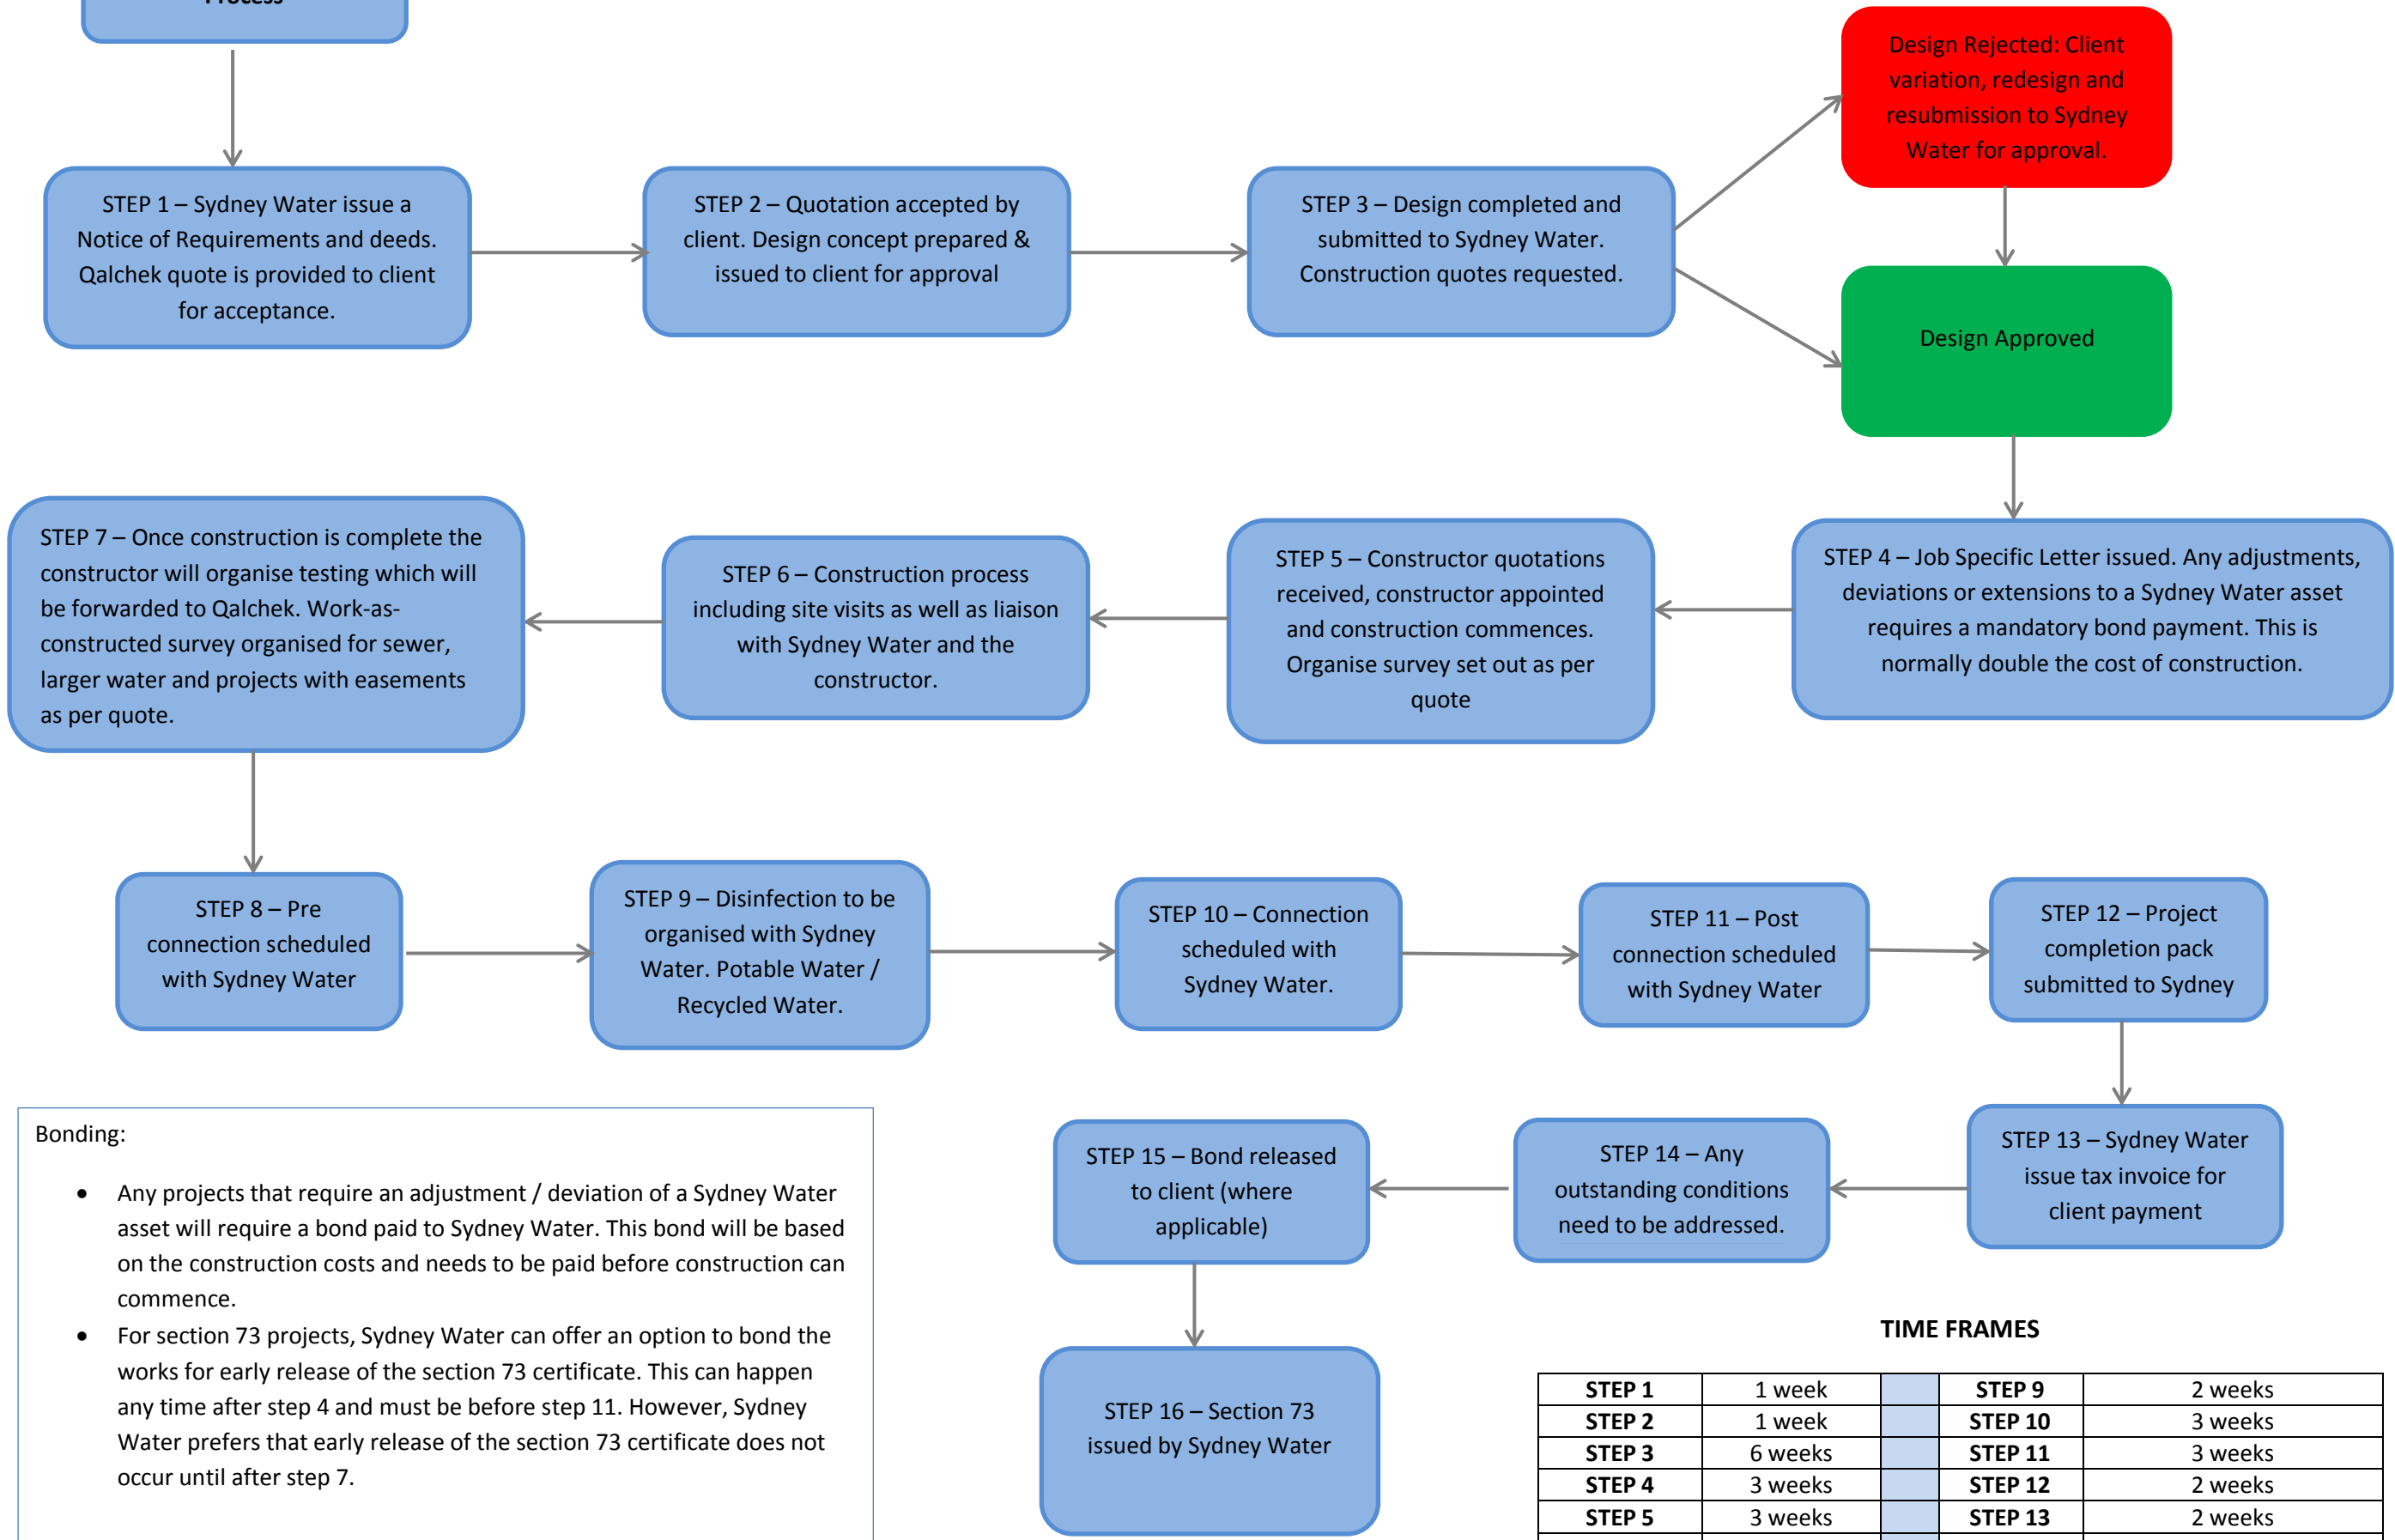 Process
Design Rejected: Client
variation, redesign and
resubmission to Sydney
Water for approval.
STEP 1 – Sydney Water issue a
Notice of Requirements and deeds.
Qalchek quote is provided to client
for acceptance.
STEP 2 – Quotation accepted by
client. Design concept prepared &
issued to client for approval
STEP 3 – Design completed and
submitted to Sydney Water.
Construction quotes requested.
Design Approved
STEP 4 – Job Specific Letter issued. Any adjustments,
deviations or extensions to a Sydney Water asset
requires a mandatory bond payment. This is
normally double the cost of construction.
STEP 5 – Constructor quotations
received, constructor appointed
and construction commences.
Organise survey set out as per
quote
STEP 6 – Construction process
including site visits as well as liaison
with Sydney Water and the
constructor.
STEP 7 – Once construction is complete the
constructor will organise testing which will
be forwarded to Qalchek. Work-as-
constructed survey organised for sewer,
larger water and projects with easements
as per quote.
STEP 8 – Pre
connection scheduled
with Sydney Water
STEP 9 – Disinfection to be
organised with Sydney
Water. Potable Water /
Recycled Water.
STEP 10 – Connection
scheduled with
Sydney Water.
STEP 11 – Post
connection scheduled
with Sydney Water
STEP 12 – Project
completion pack
submitted to Sydney
STEP 13 – Sydney Water
issue tax invoice for
client payment
STEP 14 – Any
outstanding conditions
need to be addressed.
STEP 15 – Bond released
to client (where
applicable)
STEP 16 – Section 73
issued by Sydney Water
Bonding:
• Any projects that require an adjustment / deviation of a Sydney Water
asset will require a bond paid to Sydney Water. This bond will be based
on the construction costs and needs to be paid before construction can
commence.
• For section 73 projects, Sydney Water can offer an option to bond the
works for early release of the section 73 certificate. This can happen
any time after step 4 and must be before step 11. However, Sydney
Water prefers that early release of the section 73 certificate does not
occur until after step 7.
TIME FRAMES
STEP 1 1 week STEP 9 2 weeks
STEP 2 1 week STEP 10 3 weeks
STEP 3 6 weeks STEP 11 3 weeks
STEP 4 3 weeks STEP 12 2 weeks
STEP 5 3 weeks STEP 13 2 weeks